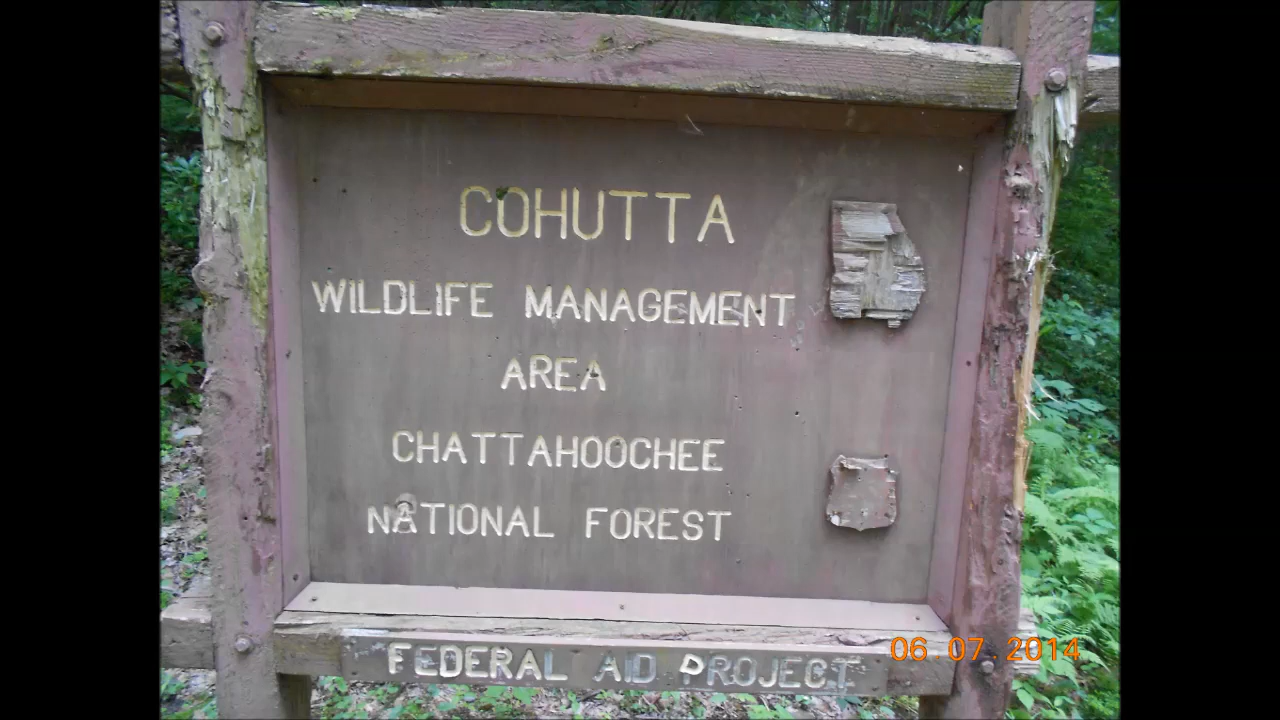 COHUTTA
WILDLIFE MANAGEMENT
AREA
CHATTAHOOCHEE
NATIONAL FOREST
FEDERAL AID PROJECT
06.07.2014